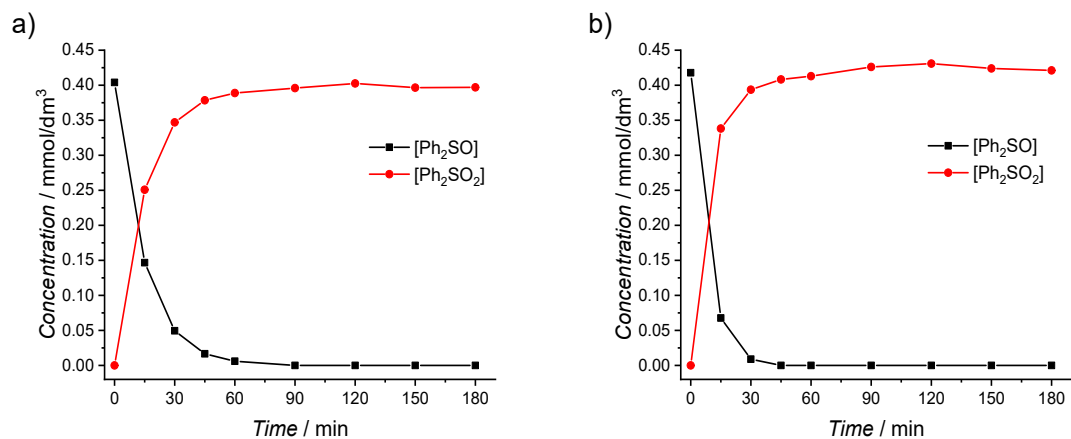 a)
0.45
0.40
0.35
0.30
0.25
0.20
0.15
0.10
0.05
0.00
Concentration / mmol/dm³
[Ph₂SO]
[Ph₂SO₂]
0 30 60 90 120 150 180
Time / min
b)
0.45
0.40
0.35
0.30
0.25
0.20
0.15
0.10
0.05
0.00
Concentration / mmol/dm³
[Ph₂SO]
[Ph₂SO₂]
0 30 60 90 120 150 180
Time / min